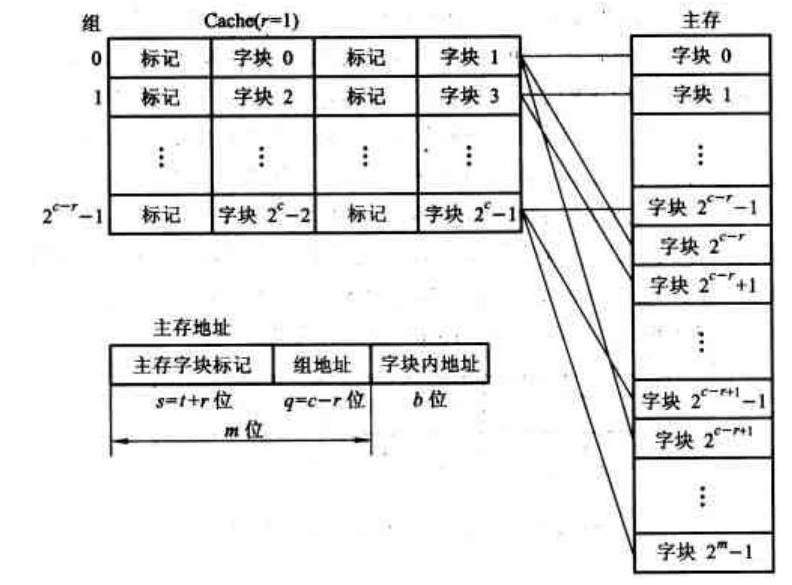 组 Cache(r=1) 主存
0 标记 字块 0 标记 字块 1 字块 0
1 标记 字块 2 标记 字块 3 字块 1
⋮ ⋮ ⋮ ⋮ ⋮
2^{c-r}-1 标记 字块 2^c-2 标记 字块 2^c-1 字块 2^{c-r}-1
字块 2^{c-r}
字块 2^{c-r}+1
⋮
字块 2^{c-r+1}-1
字块 2^{c-r+1}
⋮
字块 2^m-1
主存地址
主存字块标记 组地址 字块内地址
s=t+r 位 q=c-r 位 b 位
m 位